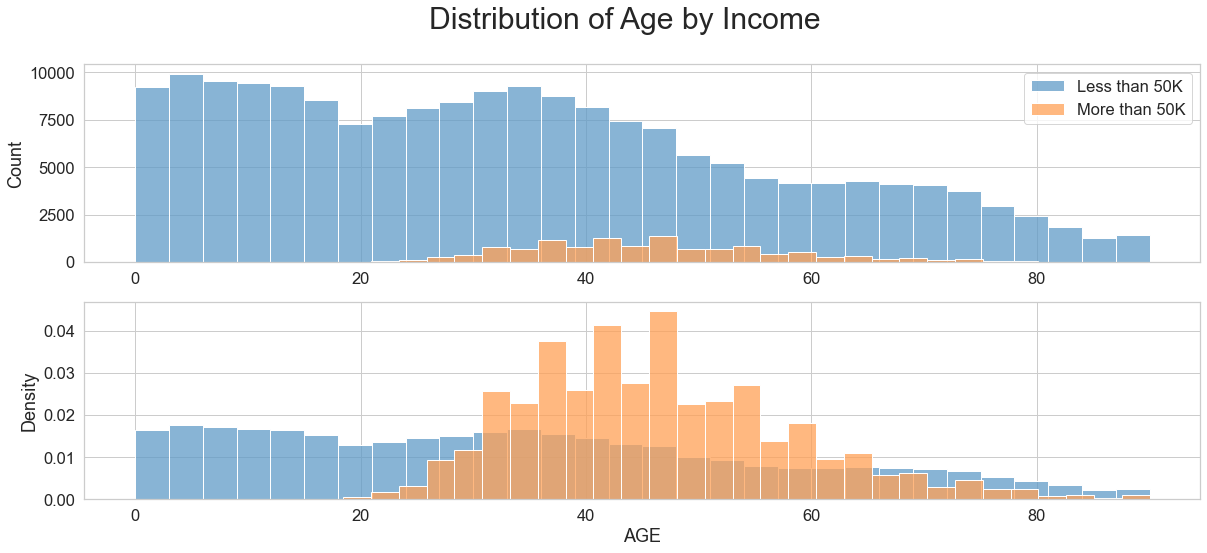 Distribution of Age by Income
10000
7500
5000
2500
0
Count
Less than 50K
More than 50K
0 20 40 60 80
0.04
0.03
0.02
0.01
0.00
Density
0 20 40 60 80
AGE